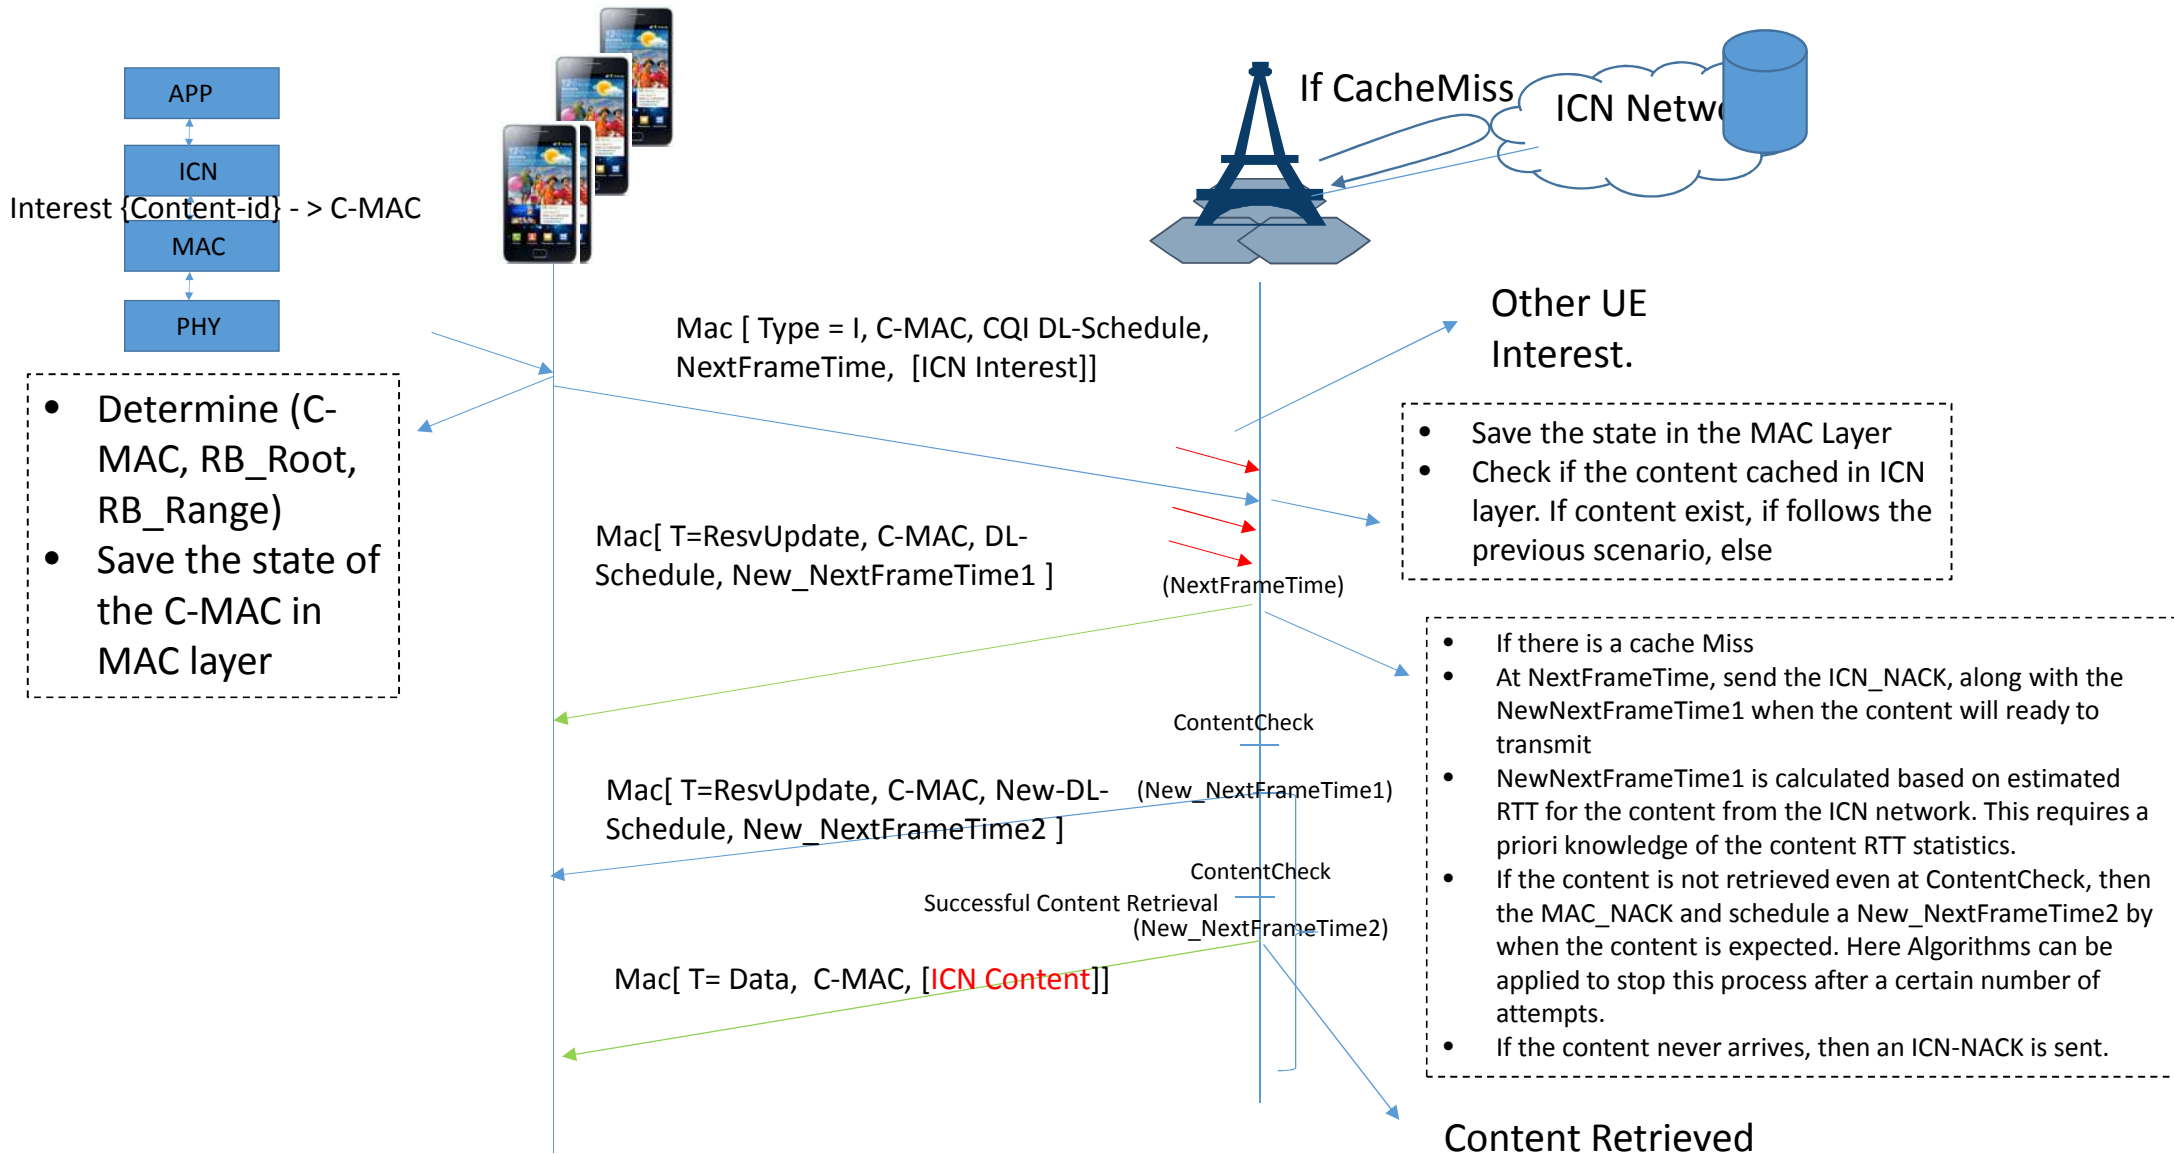 APP
ICN
Interest {Content-id} - > C-MAC
MAC
PHY
If CacheMiss
ICN Netw
Mac [ Type = I, C-MAC, CQI DL-Schedule,
NextFrameTime,  [ICN Interest]]
Other UE
Interest.
• Determine (C-
MAC, RB_Root,
RB_Range)
• Save the state of
the C-MAC in
MAC layer
• Save the state in the MAC Layer
• Check if the content cached in ICN
layer. If content exist, if follows the
previous scenario, else
Mac[ T=ResvUpdate, C-MAC, DL-
Schedule, New_NextFrameTime1 ]
(NextFrameTime)
• If there is a cache Miss
• At NextFrameTime, send the ICN_NACK, along with the
NewNextFrameTime1 when the content will ready to
transmit
• NewNextFrameTime1 is calculated based on estimated
RTT for the content from the ICN network. This requires a
priori knowledge of the content RTT statistics.
• If the content is not retrieved even at ContentCheck, then
the MAC_NACK and schedule a New_NextFrameTime2 by
when the content is expected. Here Algorithms can be
applied to stop this process after a certain number of
attempts.
• If the content never arrives, then an ICN-NACK is sent.
ContentCheck
(New_NextFrameTime1)
Mac[ T=ResvUpdate, C-MAC, New-DL-
Schedule, New_NextFrameTime2 ]
ContentCheck
Successful Content Retrieval
(New_NextFrameTime2)
Mac[ T= Data,  C-MAC, [ICN Content]]
Content Retrieved